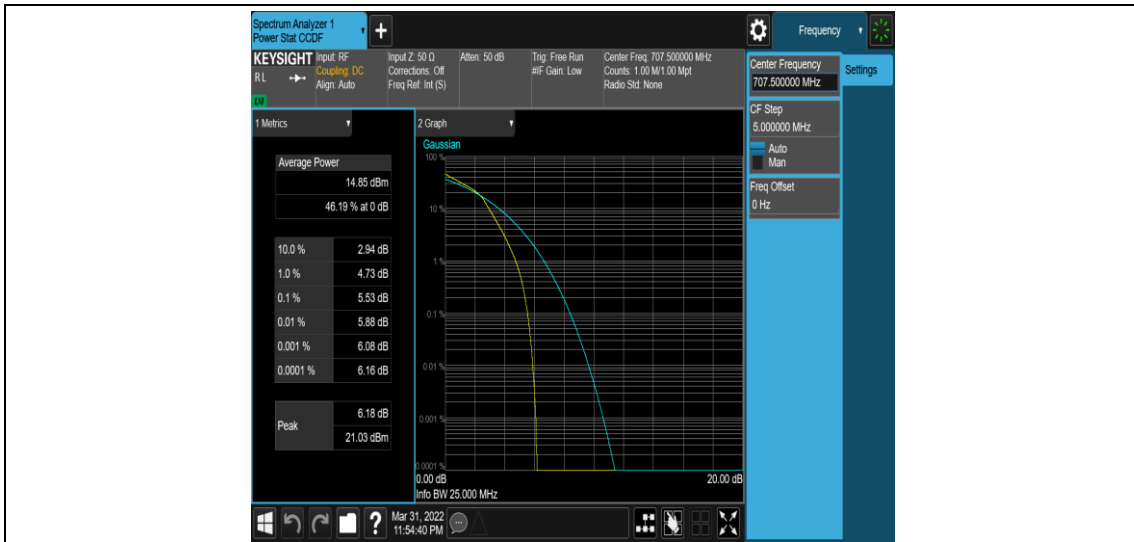 Spectrum Analyzer 1
Power Stat CCDF
Frequency
KEYSIGHT
RL
Input: RF
Coupling: DC
Align: Auto
Input Z: 50 Ω
Corrections: Off
Freq Ref: Int (S)
Atten: 50 dB
Trig: Free Run
#IF Gain: Low
Center Freq: 707.500000 MHz
Counts: 1.00 M/1.00 Mpt
Radio Std: None
Center Frequency
707.500000 MHz
Settings
CF Step
5.000000 MHz
Auto
Man
Freq Offset
0 Hz
1 Metrics
Average Power
14.85 dBm
46.19 % at 0 dB
10.0 % 2.94 dB
1.0 % 4.73 dB
0.1 % 5.53 dB
0.01 % 5.88 dB
0.001 % 6.08 dB
0.0001 % 6.16 dB
Peak
6.18 dB
21.03 dBm
2 Graph
Gaussian
100 %
10 %
1 %
0.1 %
0.01 %
0.001 %
0.0001 %
0.00 dB 20.00 dB
Info BW 25.000 MHz
?
Mar 31, 2022
11:54:40 PM